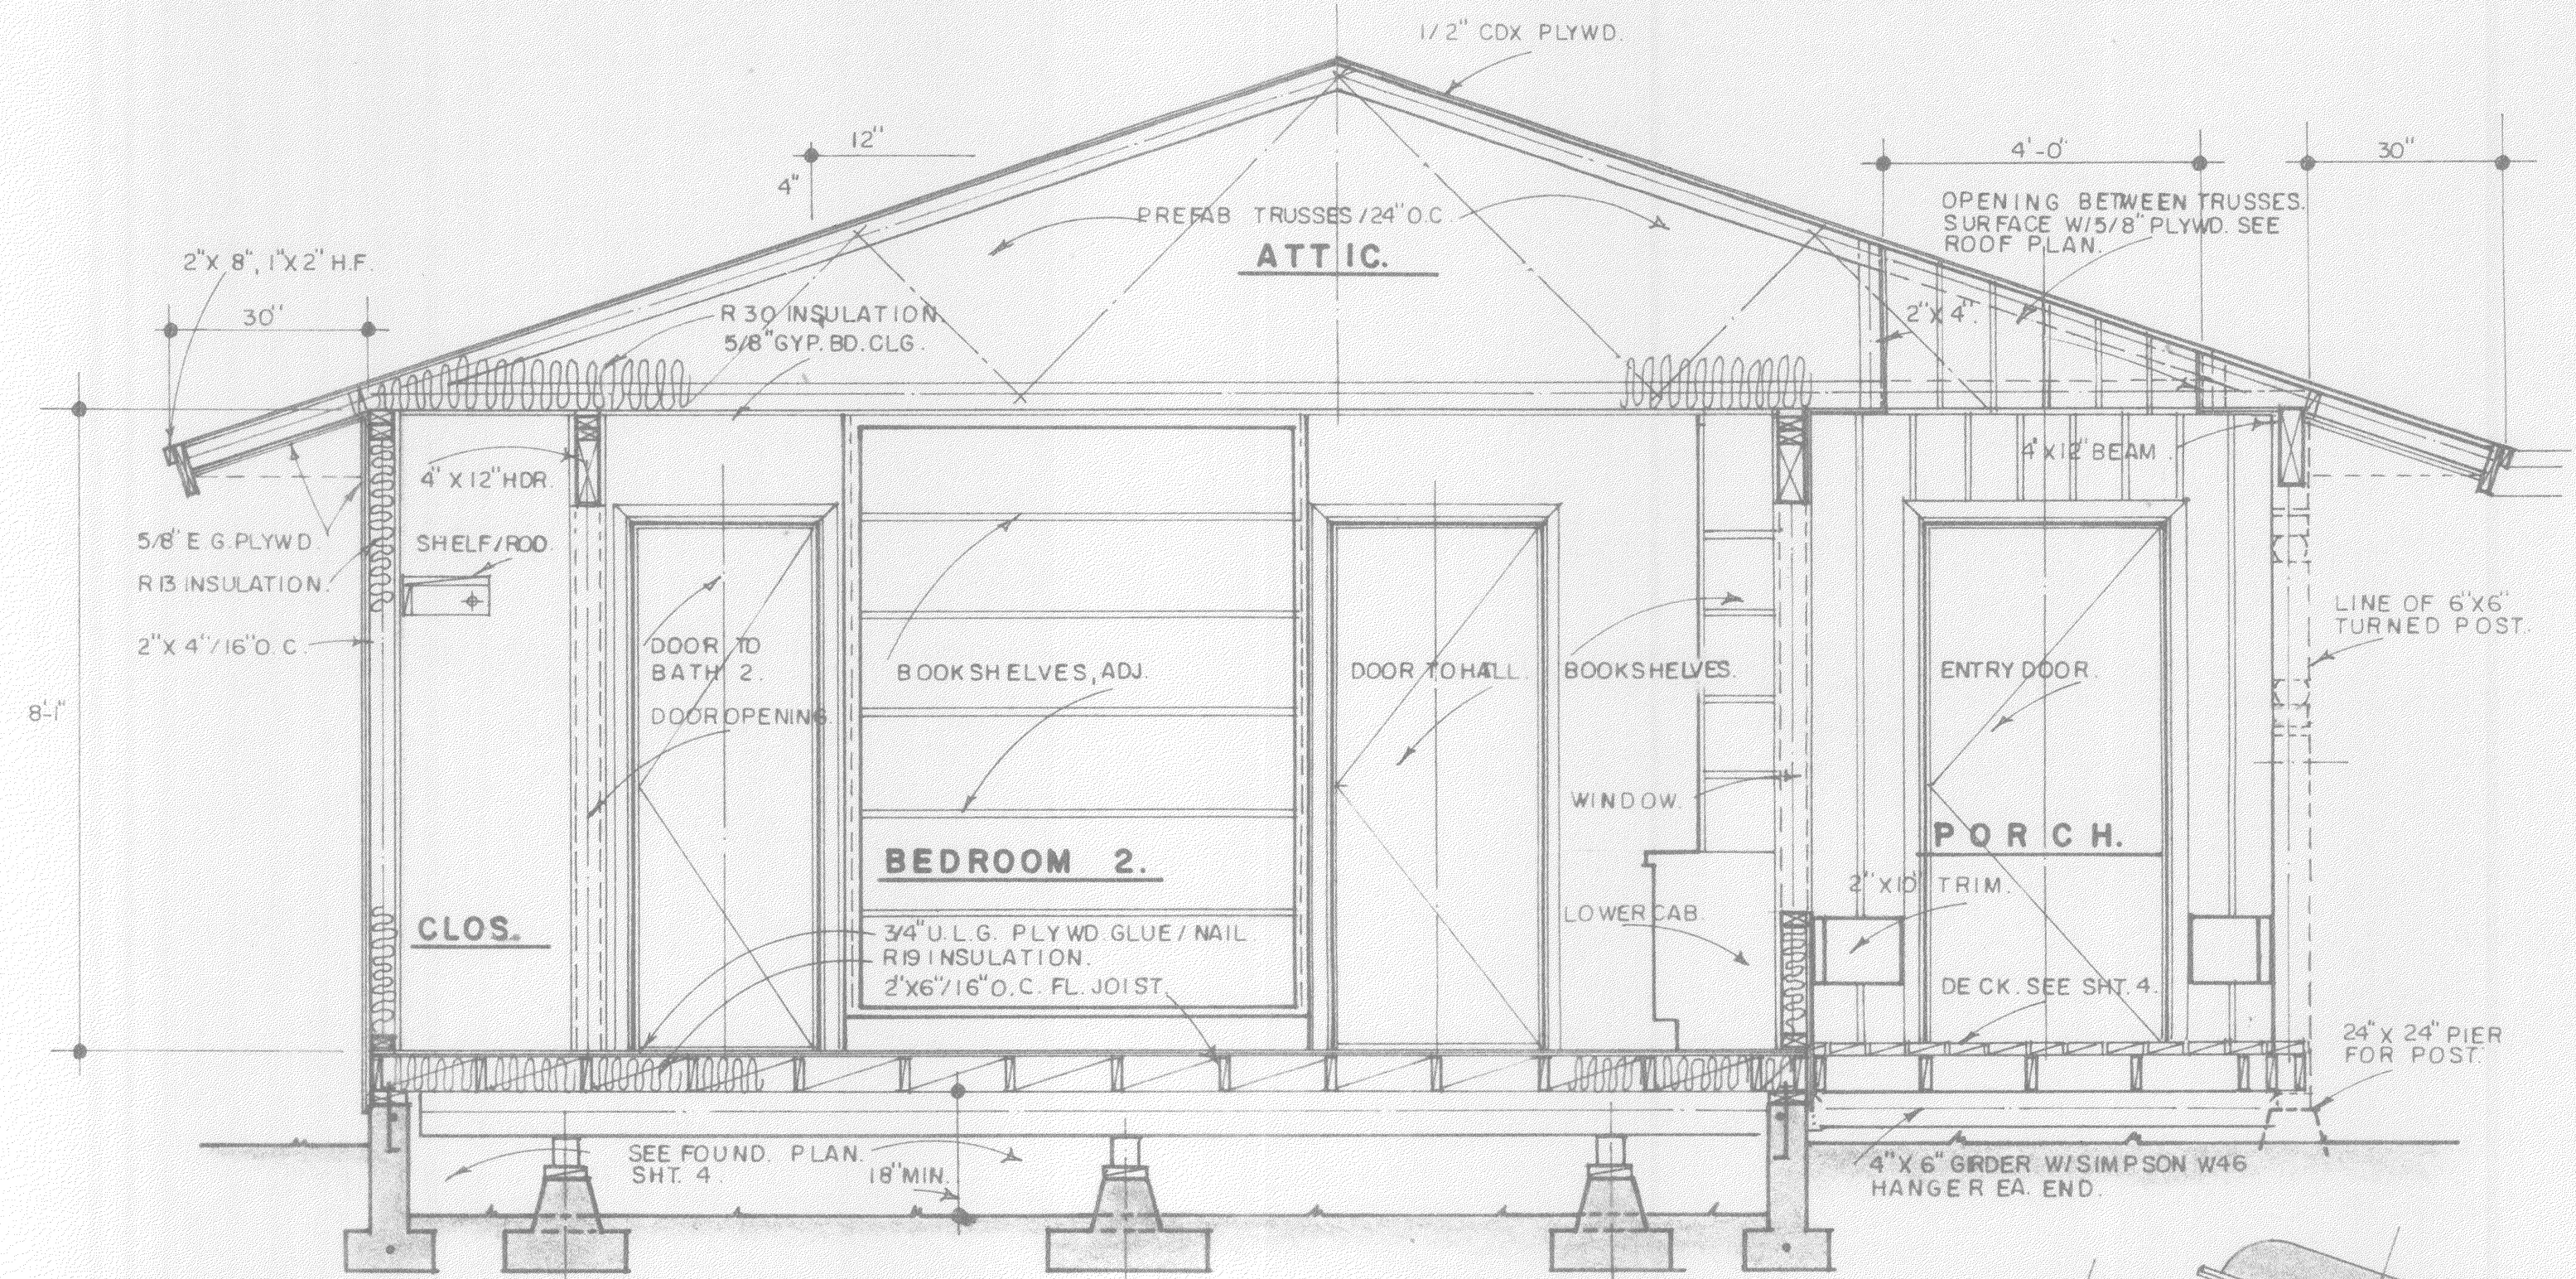 1/2" CDX PLYWD.
12"
4"
4'-0"
30"
PREFAB TRUSSES/24"O.C.
ATTIC.
OPENING BETWEEN TRUSSES.
SURFACE W/5/8" PLYWD. SEE
ROOF PLAN.
2"X 8", 1"X 2" H.F.
30"
R 30 INSULATION.
5/8" GYP. BD. CLG.
2"X 4".
4" X 12" HDR.
4"X12" BEAM.
5/8" E G. PLYWD.
SHELF/ROD.
R 13 INSULATION.
2"X 4"/16"O.C.
DOOR TO
BATH 2.
DOOR OPENING.
BOOKSHELVES, ADJ.
DOOR TO HALL.
BOOKSHELVES.
ENTRY DOOR.
LINE OF 6"X6"
TURNED POST.
8'-1"
WINDOW.
PORCH.
BEDROOM 2.
2"X10" TRIM.
CLOS.
LOWER CAB.
3/4" U.L.G. PLYWD. GLUE/NAIL.
R19 INSULATION.
2"X6"/16"O.C. FL. JOIST.
DECK. SEE SHT. 4.
24"X 24" PIER
FOR POST.
SEE FOUND. PLAN.
SHT. 4.
18"MIN.
4"X 6" GIRDER W/SIMPSON W46
HANGER EA. END.